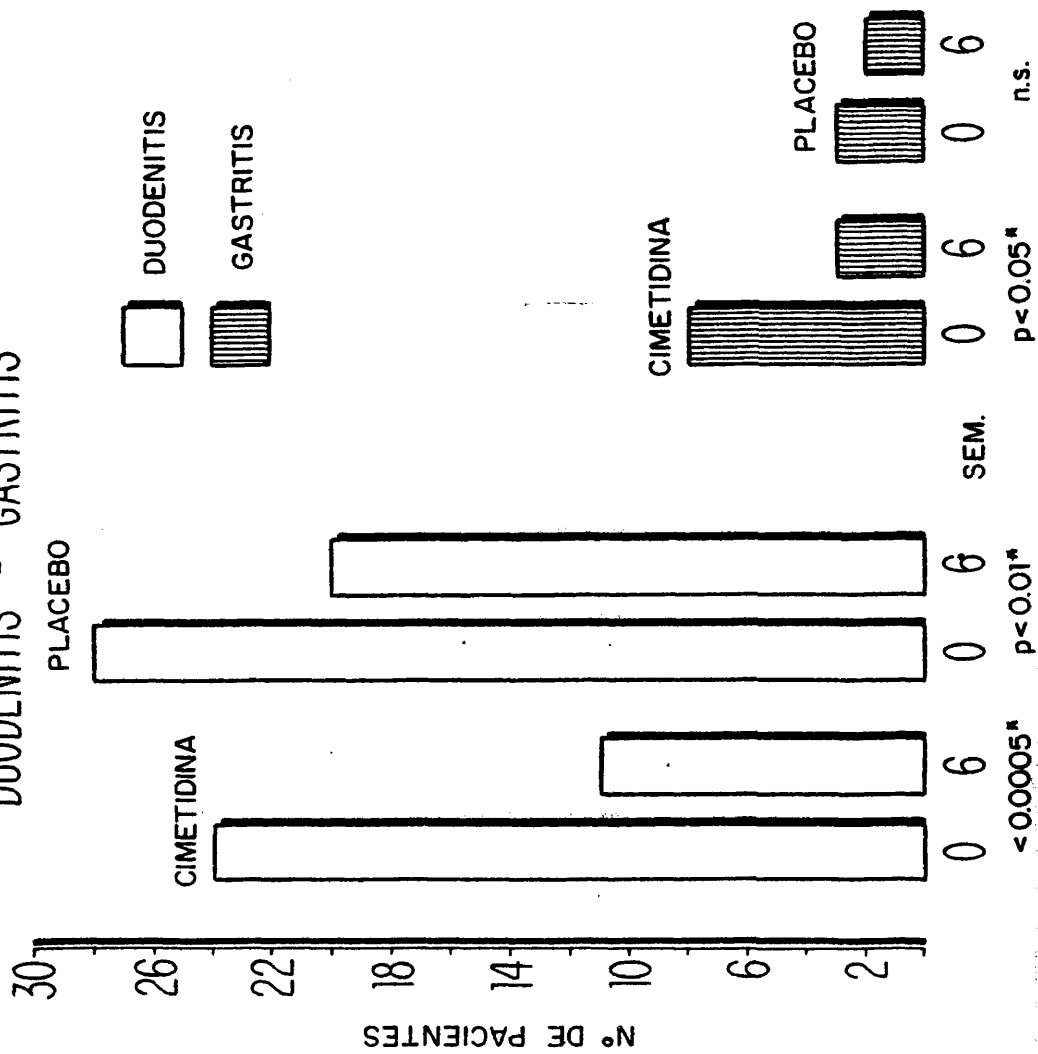 DUODENITIS - GASTRITIS
Nº DE PACIENTES
30
26
22
18
14
10
6
2
CIMETIDINA
PLACEBO
DUODENITIS
GASTRITIS
CIMETIDINA
PLACEBO
0 6 0 6 SEM. 0 6 0 6
<0.0005* p<0.01* p<0.05* n.s.